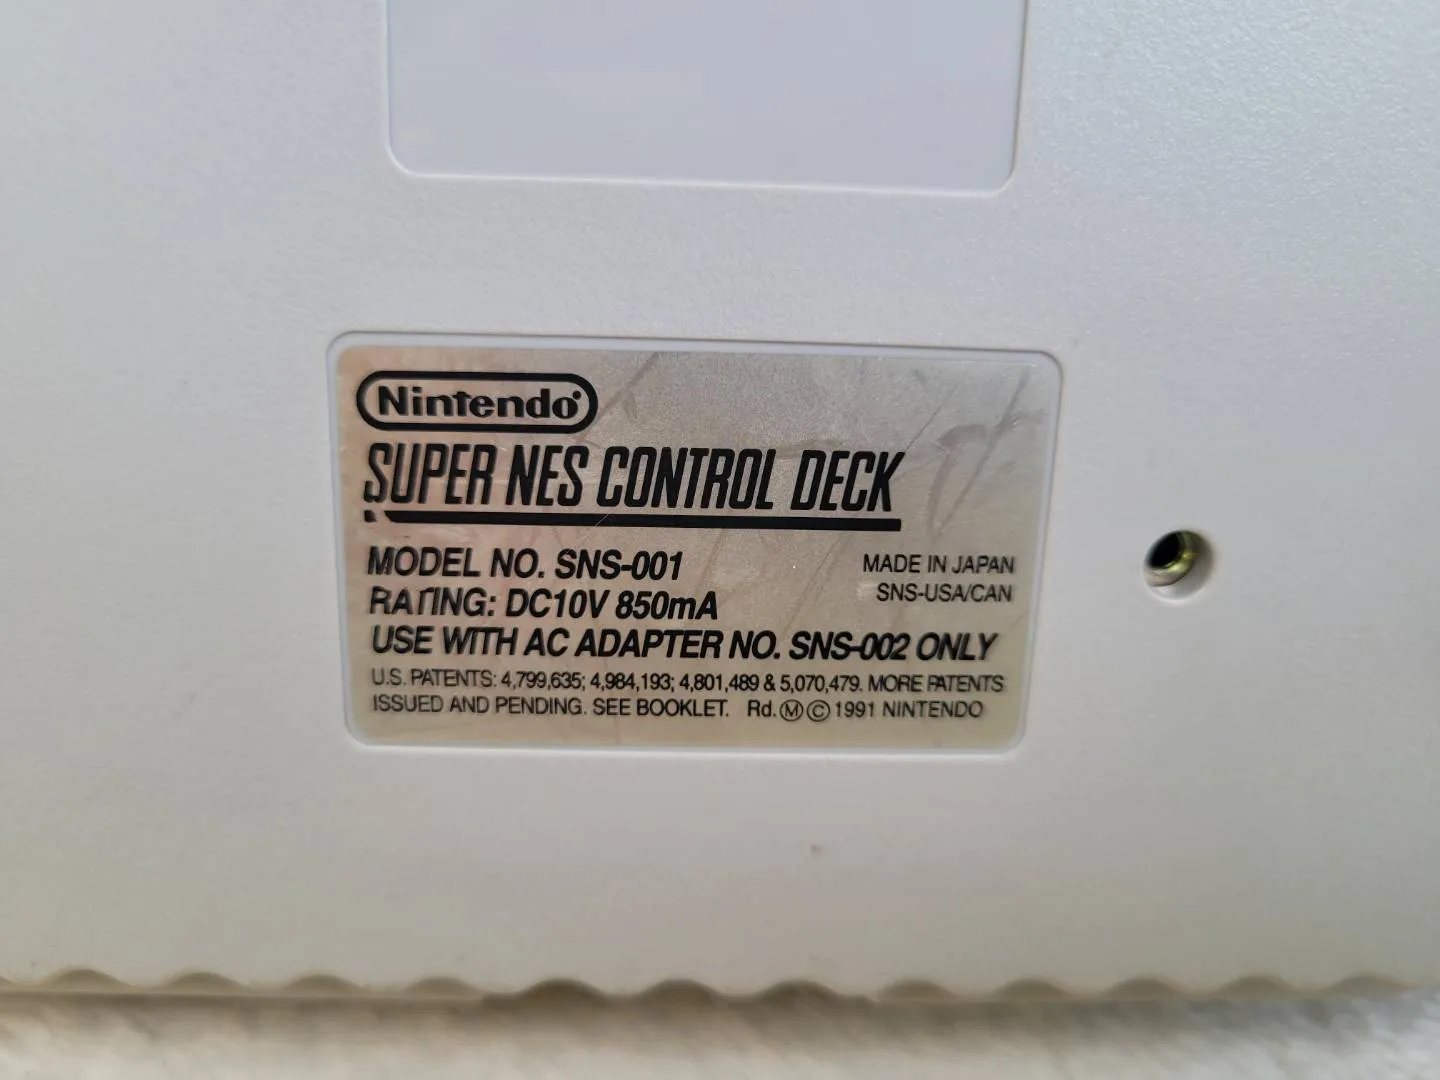 Nintendo
SUPER NES CONTROL DECK
MODEL NO. SNS-001
MADE IN JAPAN
RATING: DC10V 850mA
SNS-USA/CAN
USE WITH AC ADAPTER NO. SNS-002 ONLY
U.S. PATENTS: 4,799,635; 4,984,193; 4,801,489 & 5,070,479. MORE PATENTS
ISSUED AND PENDING. SEE BOOKLET. Rd. Ⓜ © 1991 NINTENDO